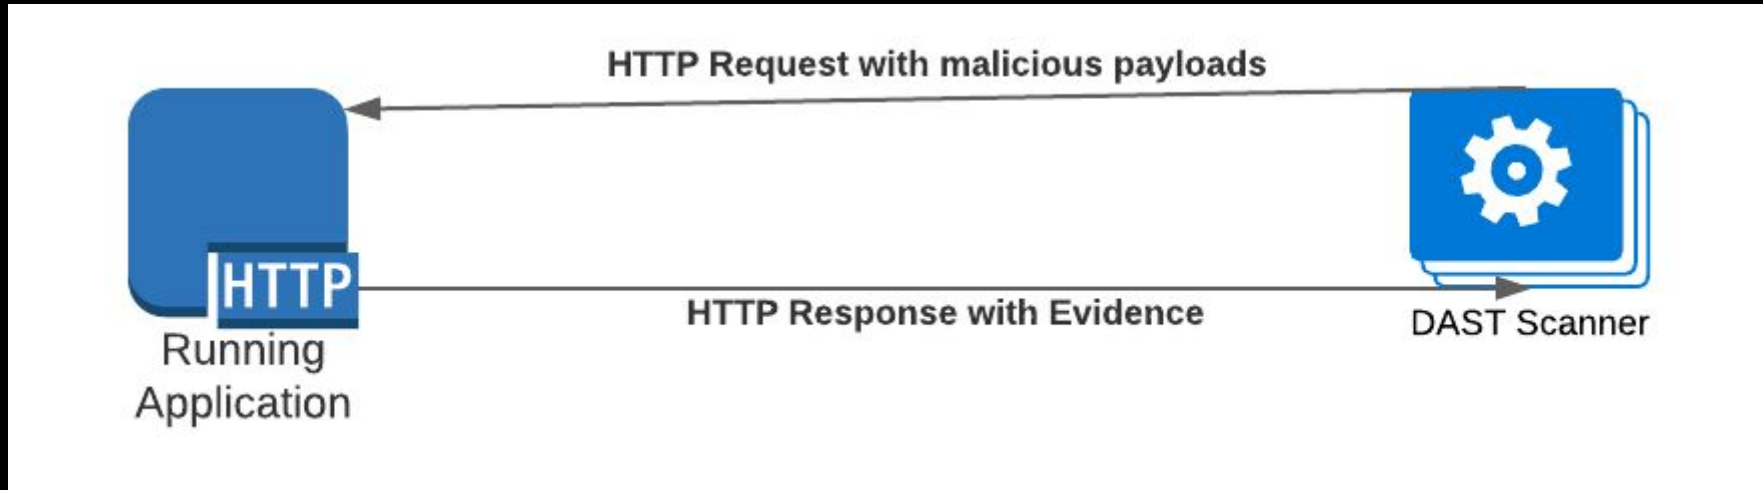 HTTP Request with malicious payloads
HTTP
HTTP Response with Evidence
DAST Scanner
Running
Application